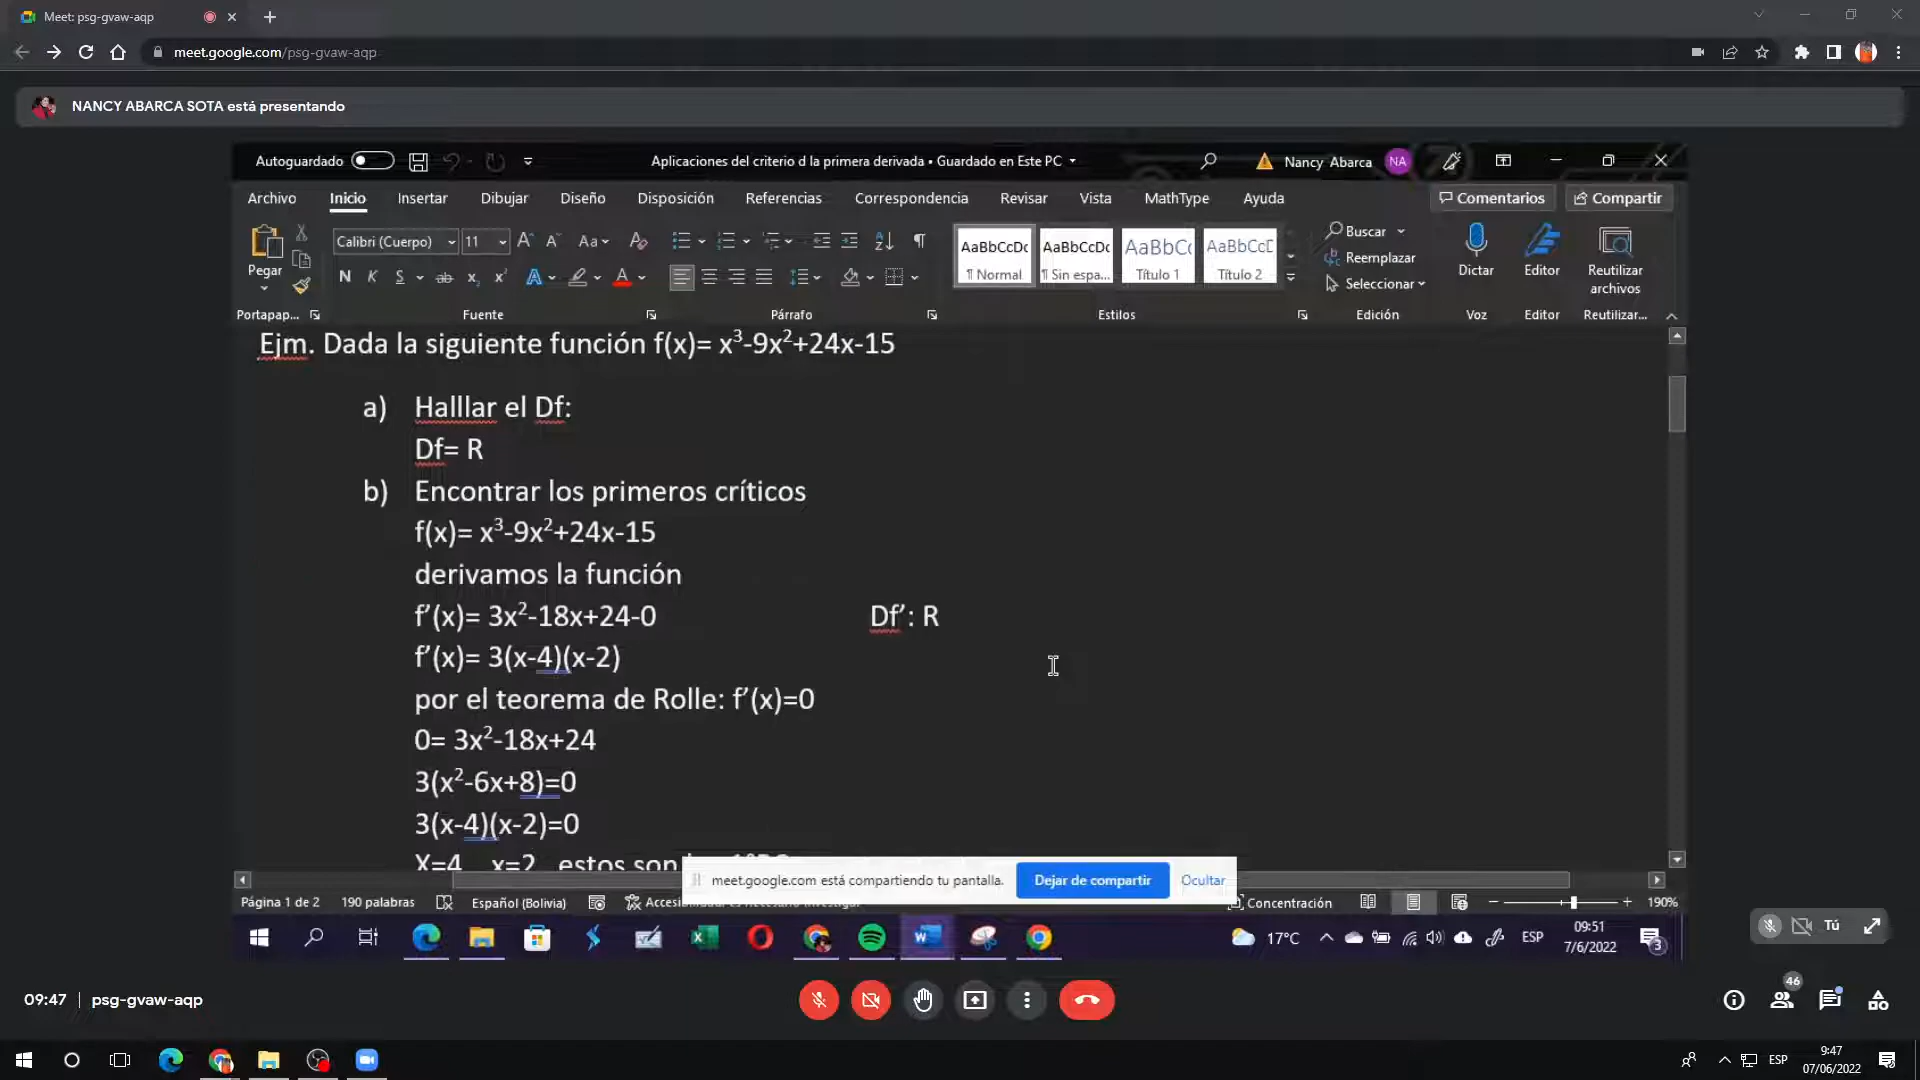 Meet: psg-gvaw-aqp
meet.google.com/psg-gvaw-aqp
NANCY ABARCA SOTA está presentando
Autoguardado
Aplicaciones del criterio d la primera derivada • Guardado en Este PC
Nancy Abarca NA
Archivo Inicio Insertar Dibujar Diseño Disposición Referencias Correspondencia Revisar Vista MathType Ayuda Comentarios Compartir
Pegar
Calibri (Cuerpo) 11
AaBbCcDc AaBbCcDc AaBbCc AaBbCcD
¶ Normal ¶ Sin espa... Título 1 Título 2
Buscar
Reemplazar
Seleccionar
Dictar
Editor
Reutilizar
archivos
Portapap... Fuente Párrafo Estilos Edición Voz Editor Reutilizar...
Ejm. Dada la siguiente función f(x)= x³-9x²+24x-15
a) Halllar el Df:
Df= R
b) Encontrar los primeros críticos
f(x)= x³-9x²+24x-15
derivamos la función
f’(x)= 3x²-18x+24-0 Df’: R
f’(x)= 3(x-4)(x-2)
por el teorema de Rolle: f’(x)=0
0= 3x²-18x+24
3(x²-6x+8)=0
3(x-4)(x-2)=0
X=4 x=2 estos son
meet.google.com está compartiendo tu pantalla. Dejar de compartir Ocultar
Página 1 de 2 190 palabras Español (Bolivia) Concentración 190%
17°C ESP
09:51
7/6/2022
3
Tú
09:47 | psg-gvaw-aqp
46
ESP
9:47
07/06/2022